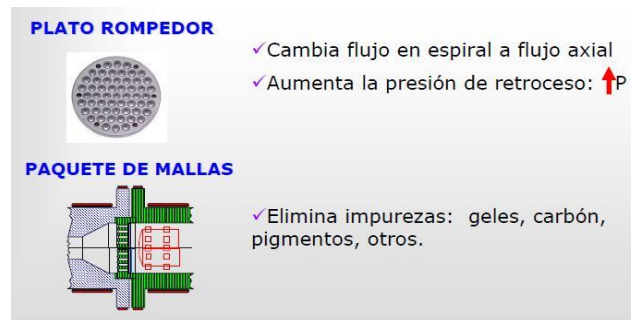 PLATO ROMPEDOR
✓Cambia flujo en espiral a flujo axial
✓Aumenta la presión de retroceso: ↑P
PAQUETE DE MALLAS
✓Elimina impurezas: geles, carbón,
pigmentos, otros.